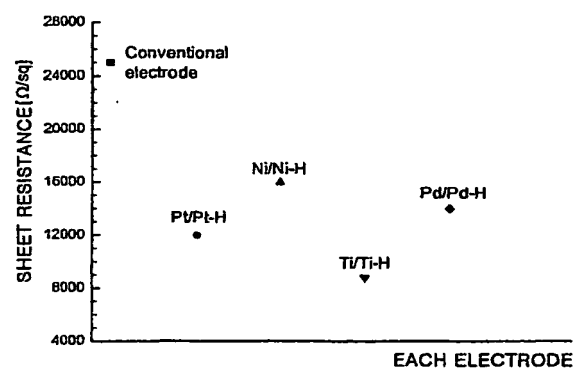 28000
24000
20000
16000
12000
8000
4000
SHEET RESISTANCE[Ω/sq]
Conventional
electrode
Pt/Pt-H
Ni/Ni-H
Ti/Ti-H
Pd/Pd-H
EACH ELECTRODE